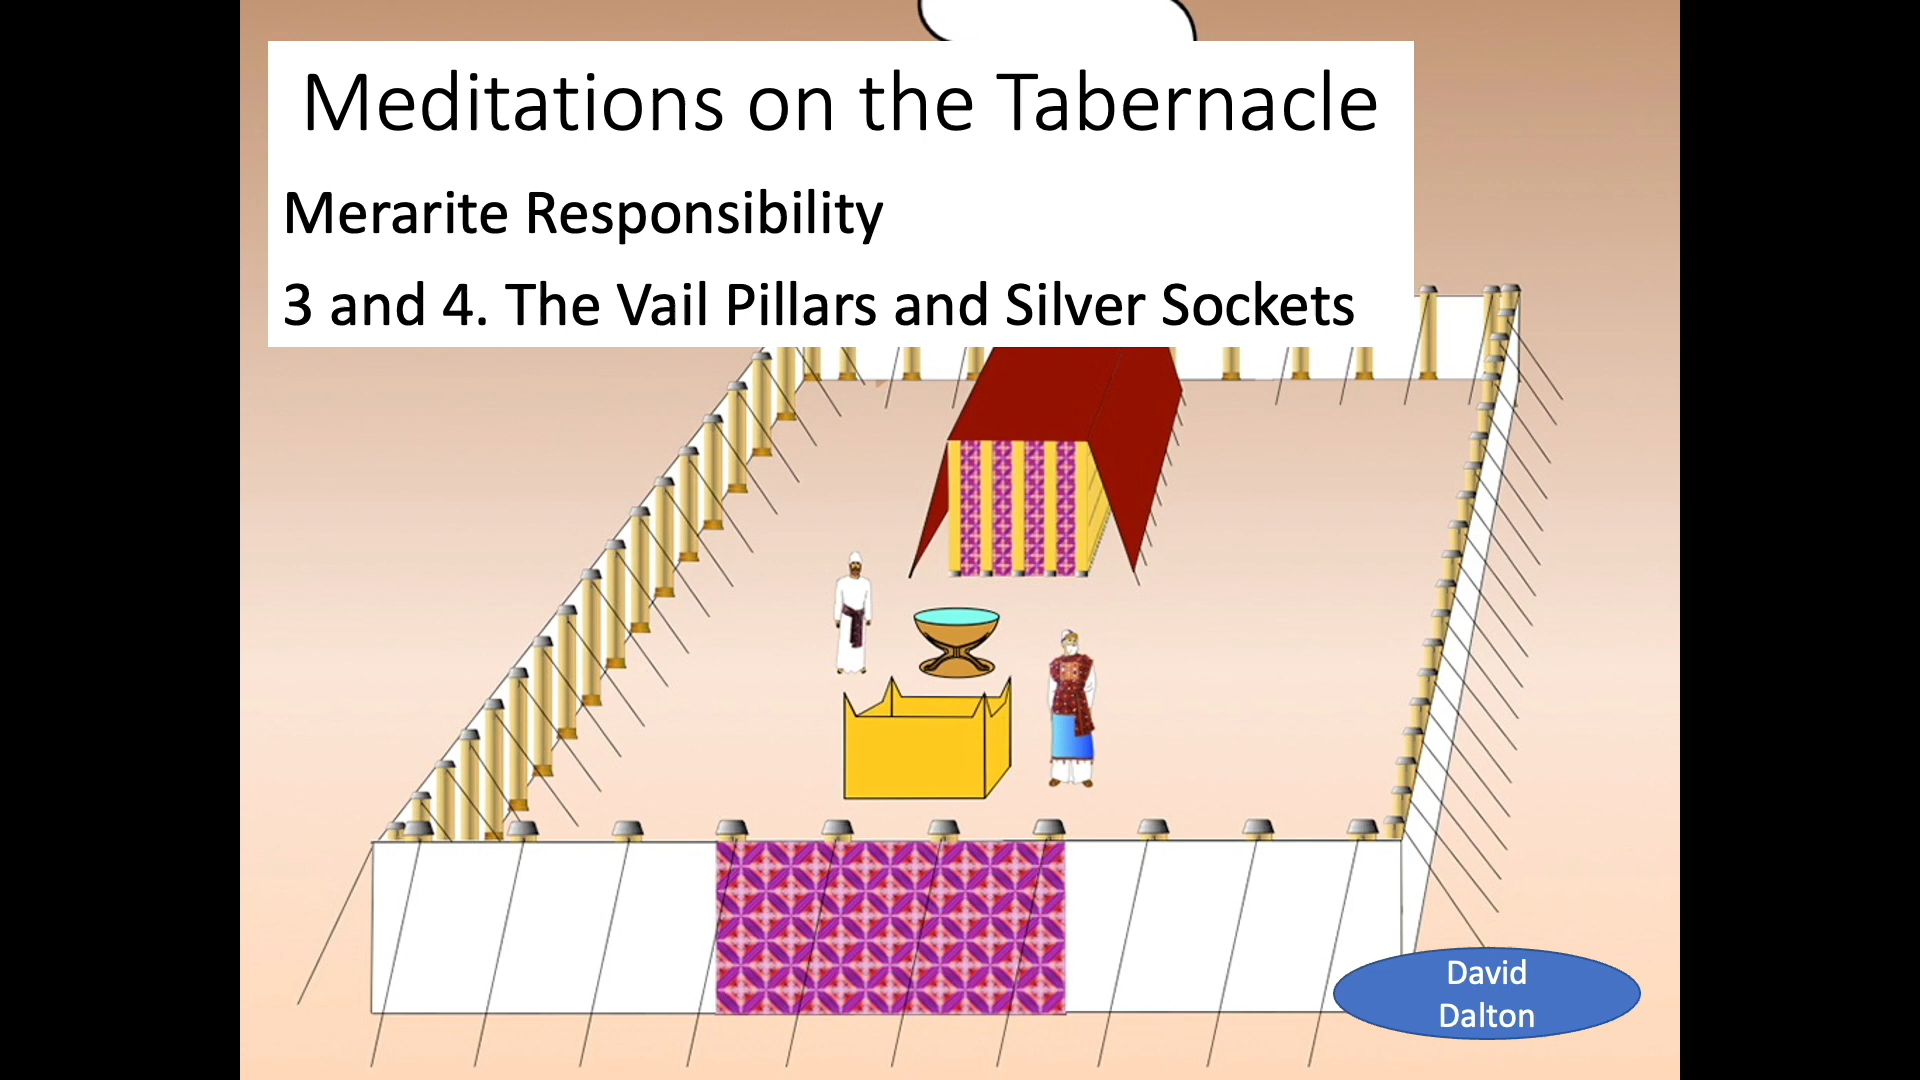 Meditations on the Tabernacle
Merarite Responsibility
3 and 4. The Vail Pillars and Silver Sockets
David
Dalton